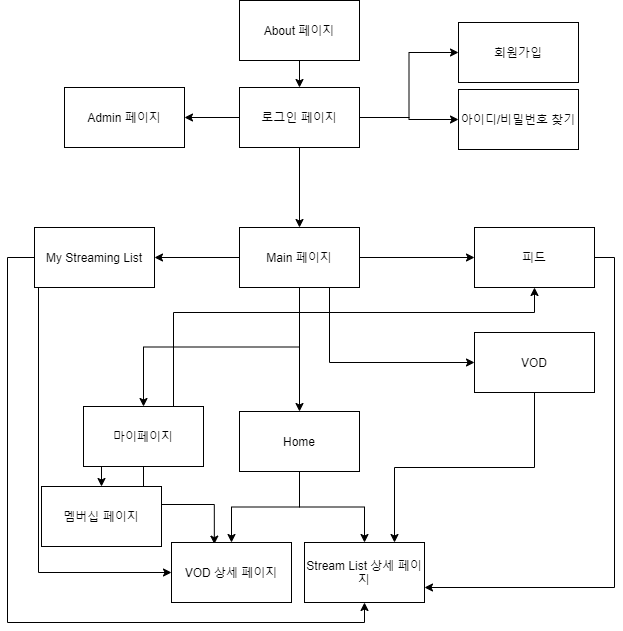 About 페이지
회원가입
Admin 페이지
로그인 페이지
아이디/비밀번호 찾기
My Streaming List
Main 페이지
피드
VOD
마이페이지
Home
멤버십 페이지
VOD 상세 페이지
Stream List 상세 페이
지